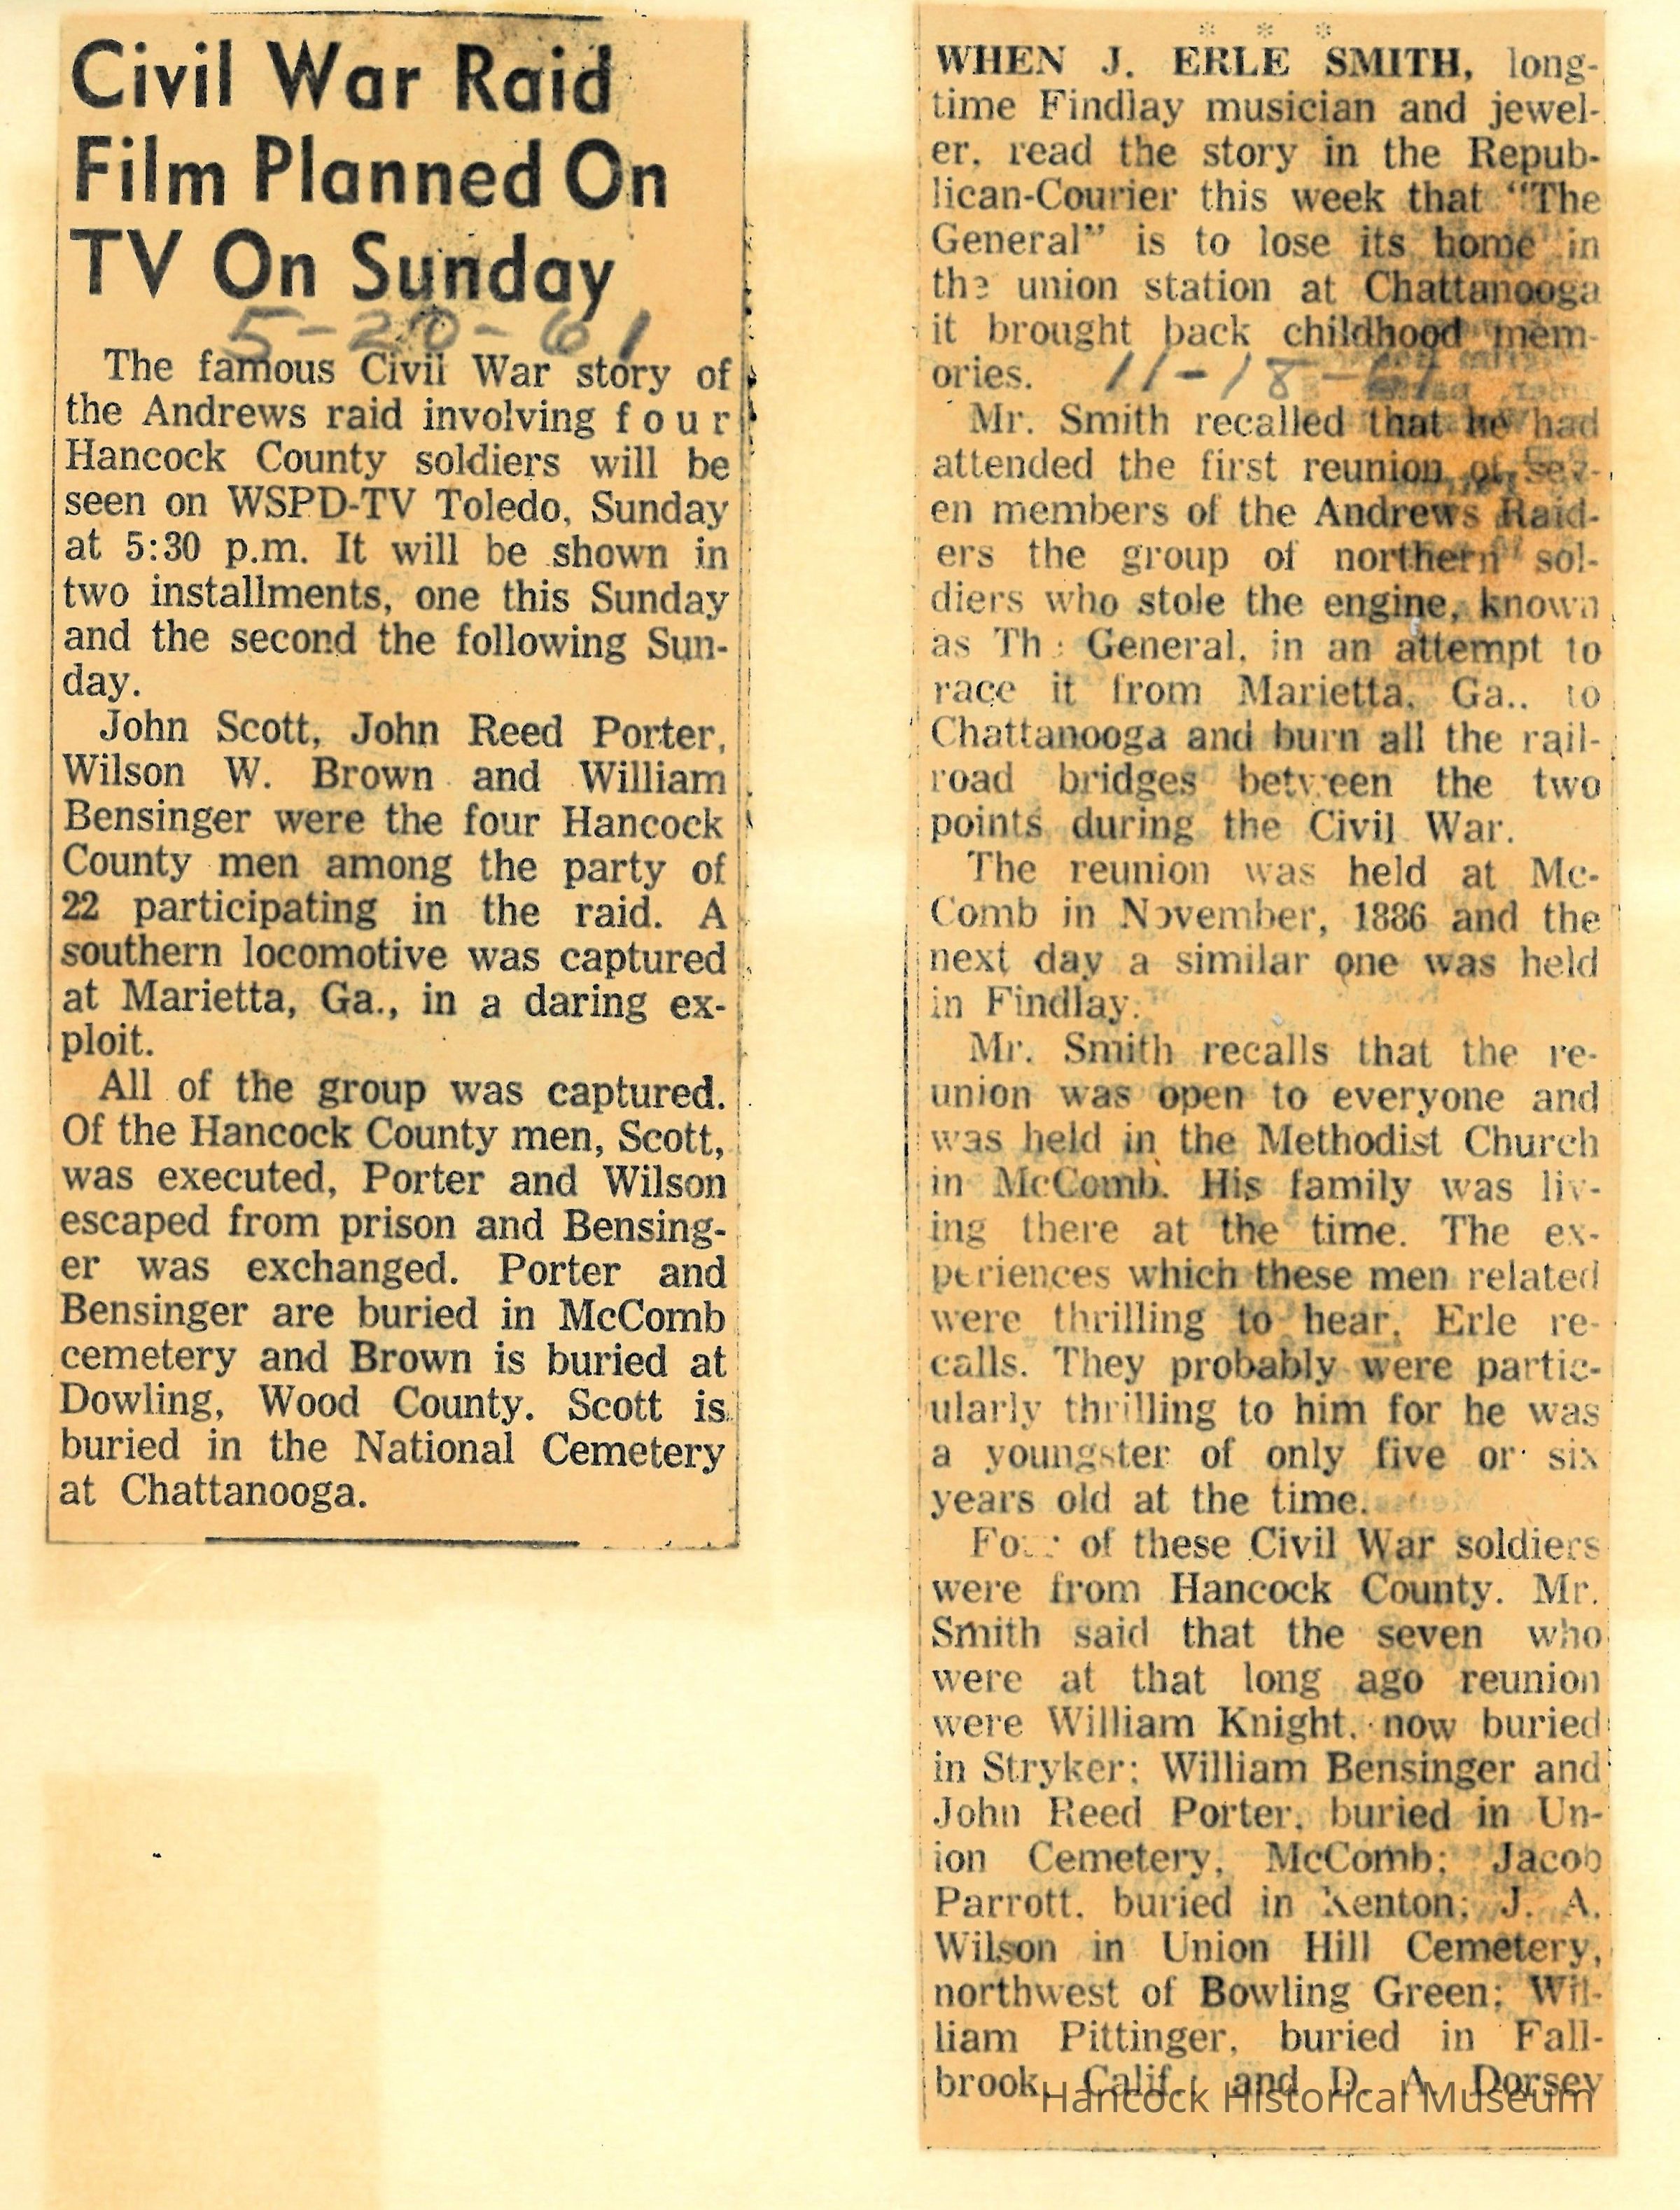 Civil War Raid
Film Planned On
TV On Sunday
5-20-61
The famous Civil War story of
the Andrews raid involving four
Hancock County soldiers will be
seen on WSPD-TV Toledo, Sunday
at 5:30 p.m. It will be shown in
two installments, one this Sunday
and the second the following Sun-
day.
John Scott, John Reed Porter,
Wilson W. Brown and William
Bensinger were the four Hancock
County men among the party of
22 participating in the raid. A
southern locomotive was captured
at Marietta, Ga., in a daring ex-
ploit.
All of the group was captured.
Of the Hancock County men, Scott,
was executed, Porter and Wilson
escaped from prison and Bensing-
er was exchanged. Porter and
Bensinger are buried in McComb
cemetery and Brown is buried at
Dowling, Wood County. Scott is
buried in the National Cemetery
at Chattanooga.
* * *
WHEN J. ERLE SMITH, long-
time Findlay musician and jewel-
er, read the story in the Repub-
lican-Courier this week that "The
General" is to lose its home in
the union station at Chattanooga
it brought back childhood mem-
ories. 11-18-61
Mr. Smith recalled that he had
attended the first reunion of sev-
en members of the Andrews Raid-
ers the group of northern sol-
diers who stole the engine, known
as The General, in an attempt to
race it from Marietta, Ga., to
Chattanooga and burn all the rail-
road bridges between the two
points during the Civil War.
The reunion was held at Mc-
Comb in November, 1886 and the
next day a similar one was held
in Findlay.
Mr. Smith recalls that the re-
union was open to everyone and
was held in the Methodist Church
in McComb. His family was liv-
ing there at the time. The ex-
periences which these men related
were thrilling to hear, Erle re-
calls. They probably were partic-
ularly thrilling to him for he was
a youngster of only five or six
years old at the time.
Four of these Civil War soldiers
were from Hancock County. Mr.
Smith said that the seven who
were at that long ago reunion
were William Knight, now buried
in Stryker; William Bensinger and
John Reed Porter, buried in Un-
ion Cemetery, McComb; Jacob
Parrott, buried in Kenton; J. A.
Wilson in Union Hill Cemetery,
northwest of Bowling Green; Wil-
liam Pittinger, buried in Fall-
brook, Calif.; and D. A. Dorsey
Hancock Historical Museum